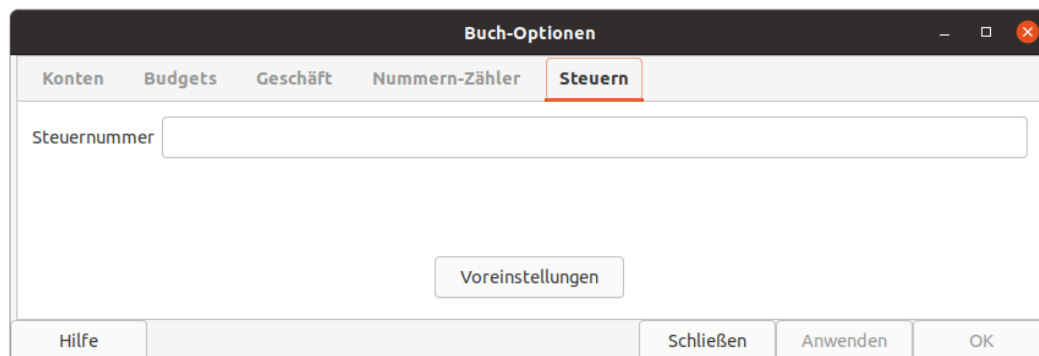 Buch-Optionen
Konten Budgets Geschäft Nummern-Zähler Steuern
Steuernummer
Voreinstellungen
Hilfe Schließen Anwenden OK